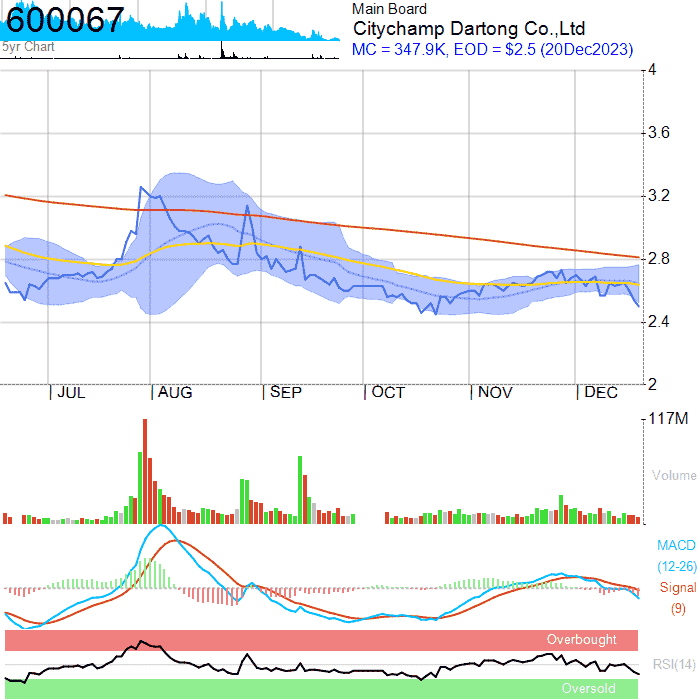 600067
5yr Chart
Main Board
Citychamp Dartong Co.,Ltd
MC = 347.9K, EOD = $2.5 (20Dec2023)
4
3.6
3.2
2.8
2.4
2
JUL AUG SEP OCT NOV DEC
117M
Volume
MACD
(12-26)
Signal
(9)
Overbought
RSI(14)
Oversold